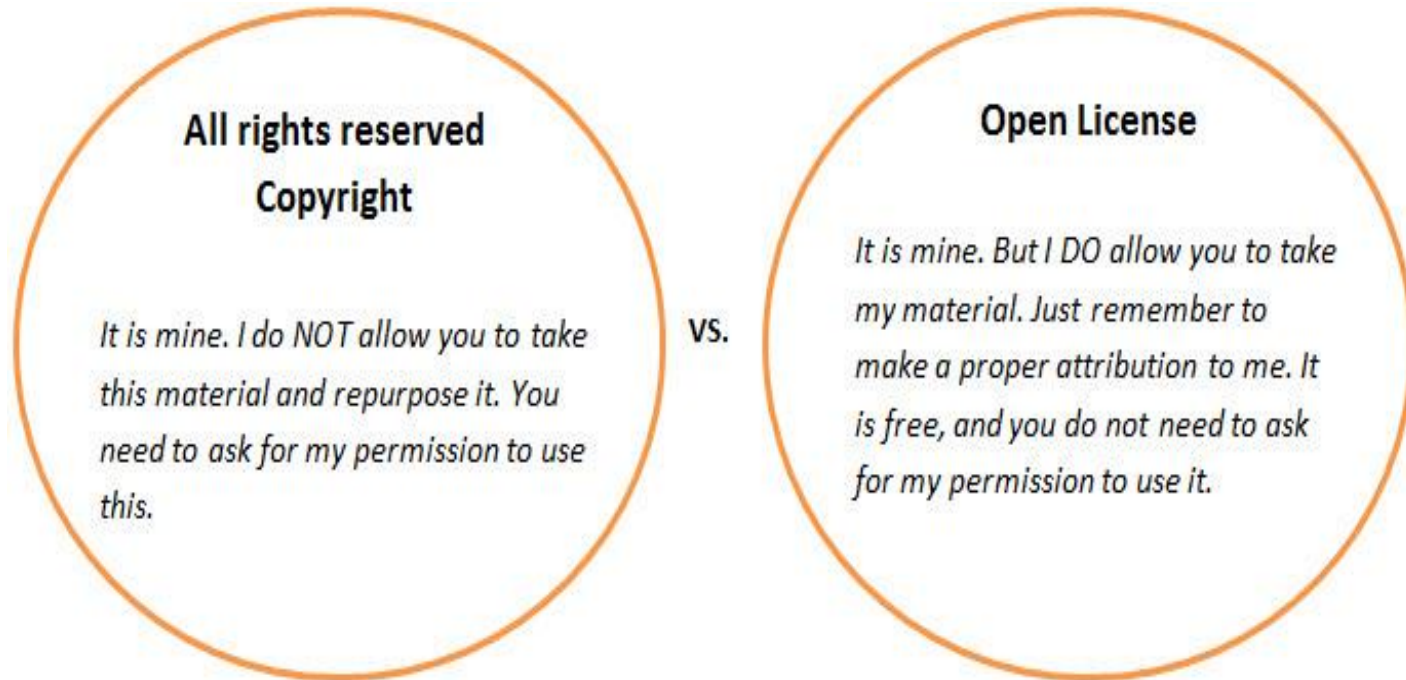 All rights reserved
Copyright
It is mine. I do NOT allow you to take
this material and repurpose it. You
need to ask for my permission to use
this.
vs.
Open License
It is mine. But I DO allow you to take
my material. Just remember to
make a proper attribution to me. It
is free, and you do not need to ask
for my permission to use it.